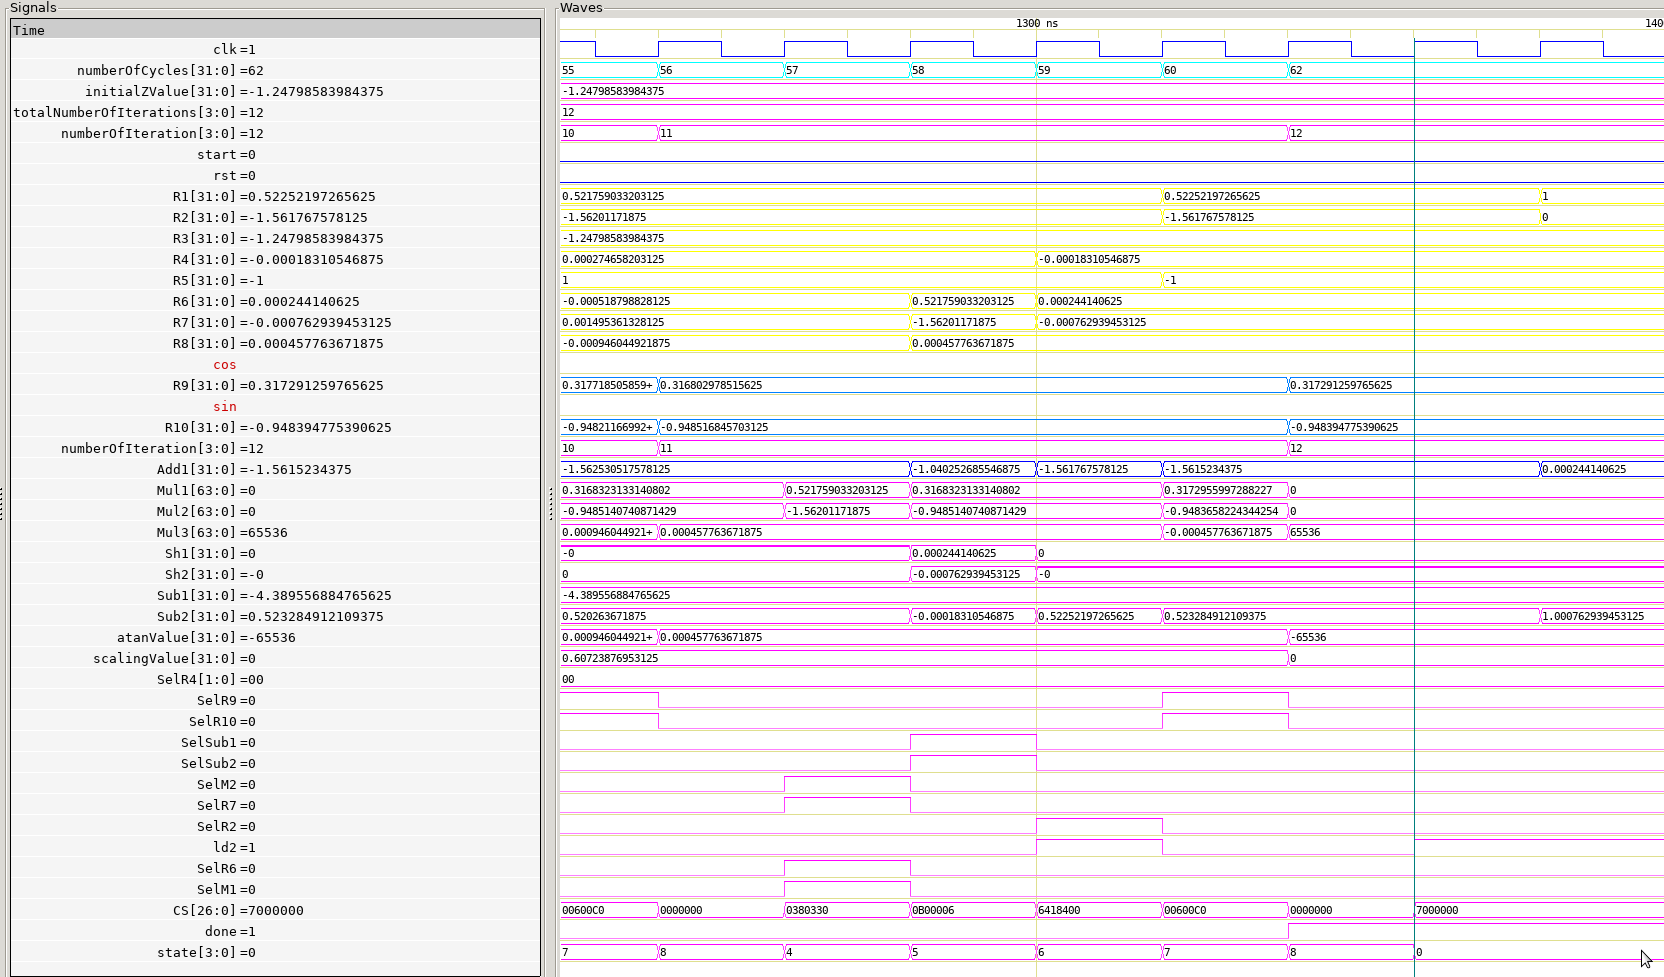 Signals Waves
Time 1300 ns 140
clk=1
numberOfCycles[31:0]=62 55 56 57 58 59 60 62
initialZValue[31:0]=-1.24798583984375 -1.24798583984375
totalNumberOfIterations[3:0]=12 12
numberOfIteration[3:0]=12 10 11 12
start=0
rst=0
R1[31:0]=0.52252197265625 0.521759033203125 0.52252197265625 1
R2[31:0]=-1.561767578125 -1.56201171875 -1.561767578125 0
R3[31:0]=-1.24798583984375 -1.24798583984375
R4[31:0]=-0.00018310546875 0.000274658203125 -0.00018310546875
R5[31:0]=-1 1 -1
R6[31:0]=0.000244140625 -0.000518798828125 0.521759033203125 0.000244140625
R7[31:0]=-0.000762939453125 0.001495361328125 -1.56201171875 -0.000762939453125
R8[31:0]=0.000457763671875 -0.000946044921875 0.000457763671875
cos
R9[31:0]=0.317291259765625 0.317718505859+ 0.316802978515625 0.317291259765625
sin
R10[31:0]=-0.948394775390625 -0.94821166992+ -0.948516845703125 -0.948394775390625
numberOfIteration[3:0]=12 10 11 12
Add1[31:0]=-1.5615234375 -1.562530517578125 -1.040252685546875 -1.561767578125 -1.5615234375 0.000244140625
Mul1[63:0]=0 0.3168323133140802 0.521759033203125 0.3168323133140802 0.3172955997288227 0
Mul2[63:0]=0 -0.9485140740871429 -1.56201171875 -0.9485140740871429 -0.9483658224344254 0
Mul3[63:0]=65536 0.000946044921+ 0.000457763671875 -0.000457763671875 65536
Sh1[31:0]=0 -0 0.000244140625 0
Sh2[31:0]=-0 0 -0.000762939453125 -0
Sub1[31:0]=-4.389556884765625 -4.389556884765625
Sub2[31:0]=0.523284912109375 0.520263671875 -0.00018310546875 0.52252197265625 0.523284912109375 1.000762939453125
atanValue[31:0]=-65536 0.000946044921+ 0.000457763671875 -65536
scalingValue[31:0]=0 0.60723876953125 0
SelR4[1:0]=00 00
SelR9=0
SelR10=0
SelSub1=0
SelSub2=0
SelM2=0
SelR7=0
SelR2=0
ld2=1
SelR6=0
SelM1=0
CS[26:0]=7000000 00600C0 0000000 0380330 0B00006 6418400 00600C0 0000000 7000000
done=1
state[3:0]=0 7 8 4 5 6 7 8 0